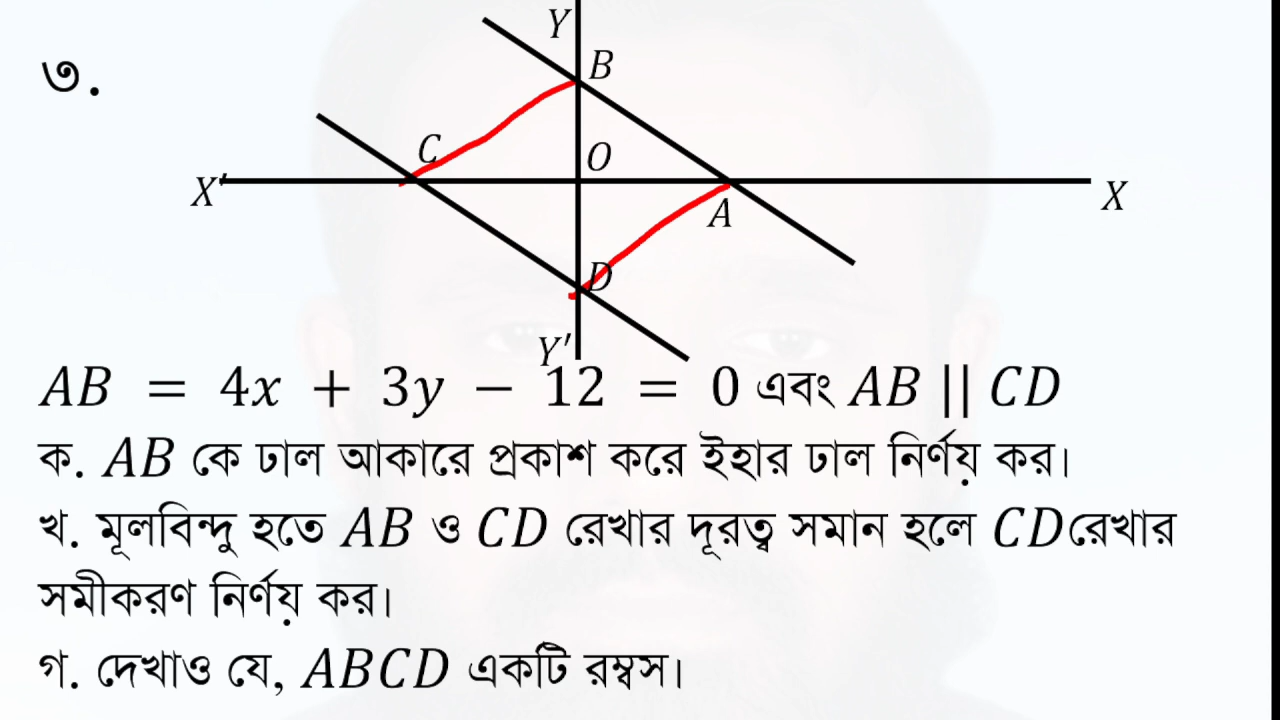 ৩.
Y
B
C
O
X′
X
A
D
Y′
AB = 4x + 3y − 12 = 0 এবং AB || CD
ক. AB কে ঢাল আকারে প্রকাশ করে ইহার ঢাল নির্ণয় কর।
খ. মূলবিন্দু হতে AB ও CD রেখার দূরত্ব সমান হলে CDরেখার
সমীকরণ নির্ণয় কর।
গ. দেখাও যে, ABCD একটি রম্বস।